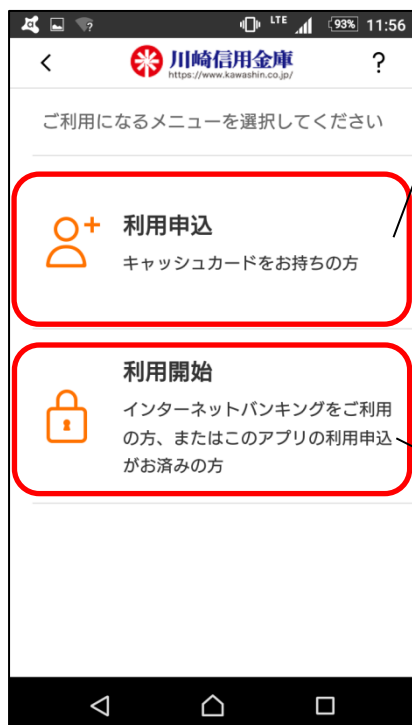 LTE 93% 11:56
川崎信用金庫 ?
https://www.kawashin.co.jp/
ご利用になるメニューを選択してください
利用申込
キャッシュカードをお持ちの方
利用開始
インターネットバンキングをご利用
の方、またはこのアプリの利用申込
がお済みの方